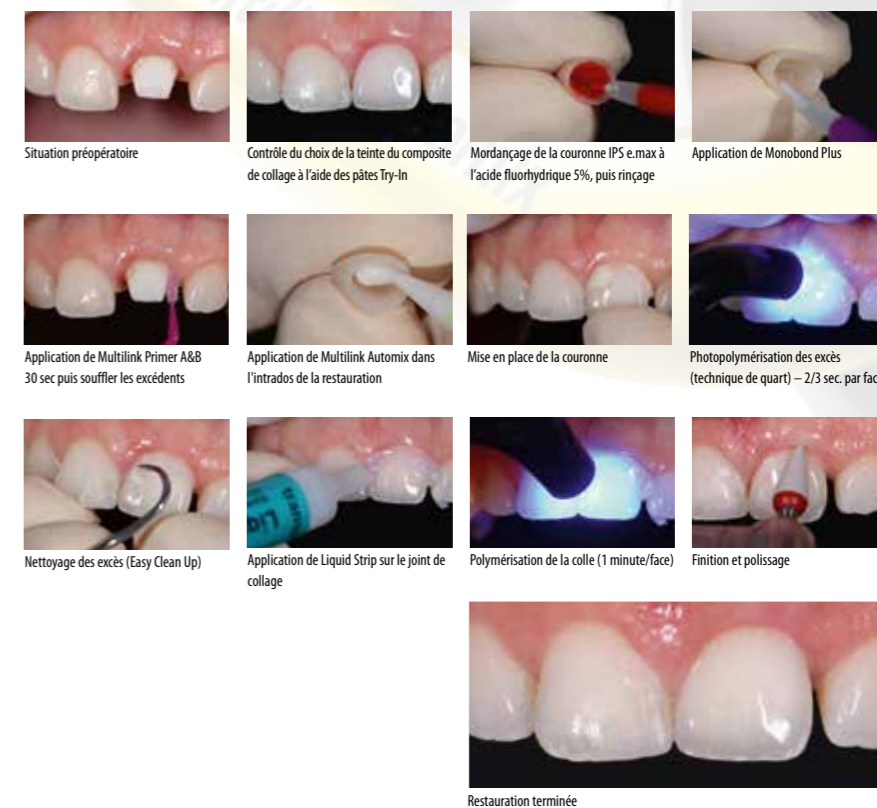 Situation préopératoire
Contrôle du choix de la teinte du composite
de collage à l'aide des pâtes Try-In
Mordançage de la couronne IPS e.max à
l'acide fluorhydrique 5%, puis rinçage
Application de Monobond Plus
Application de Multilink Primer A&B
30 sec puis souffler les excédents
Application de Multilink Automix dans
l'intrados de la restauration
Mise en place de la couronne
Photopolymérisation des excès
(technique de quart) – 2/3 sec. par fac
Nettoyage des excès (Easy Clean Up)
Liq
Application de Liquid Strip sur le joint de
collage
Polymérisation de la colle (1 minute/face)
Finition et polissage
Restauration terminée